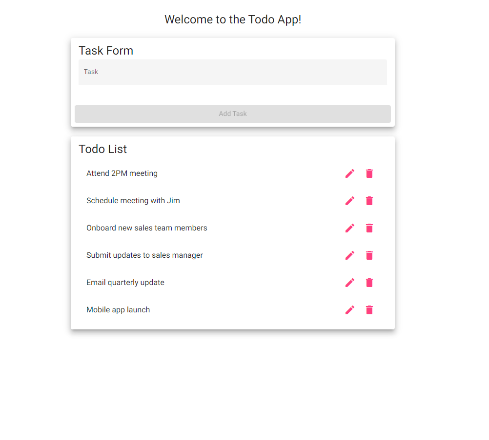 Welcome to the Todo App!
Task Form
Task
Add Task
Todo List
Attend 2PM meeting
Schedule meeting with Jim
Onboard new sales team members
Submit updates to sales manager
Email quarterly update
Mobile app launch